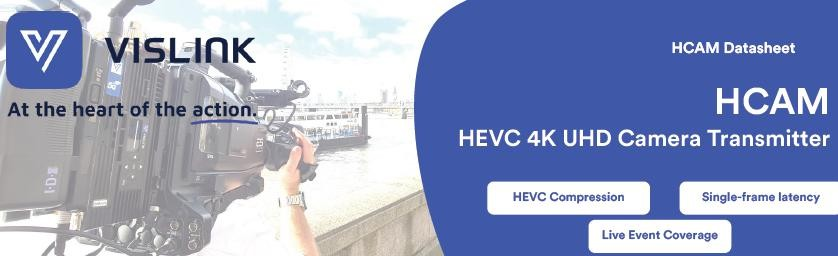 VISLINK
At the heart of the action.
I·D·X
HCAM Datasheet
HCAM
HEVC 4K UHD Camera Transmitter
HEVC Compression
Single-frame latency
Live Event Coverage